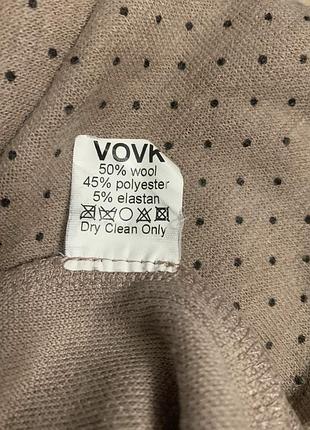 VOVK
50% wool
45% polyester
5% elastan
Dry Clean Only